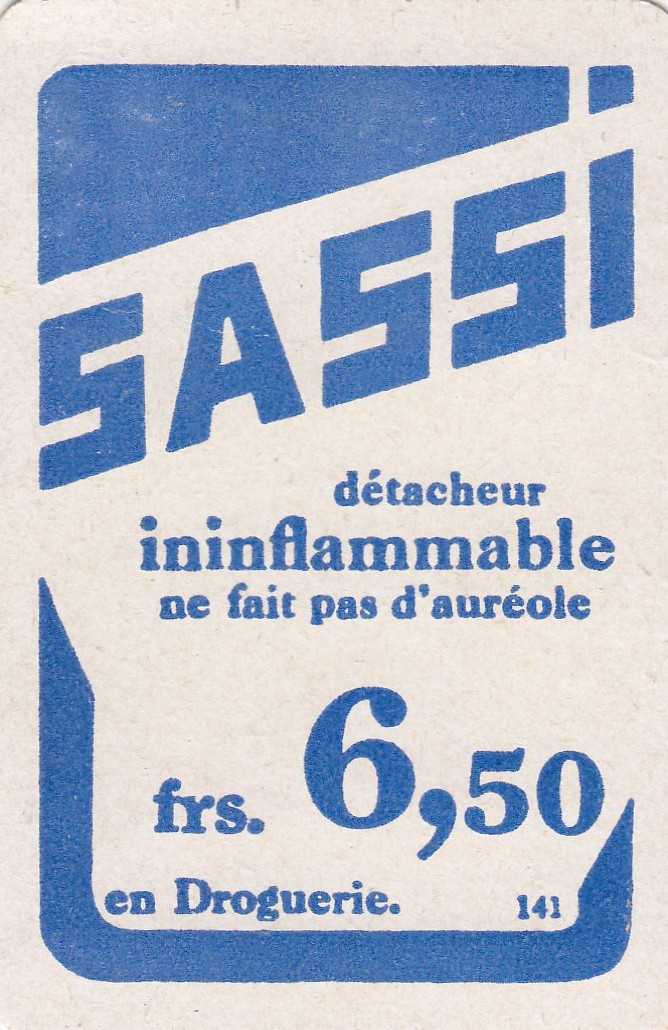 SASSI
détacheur
ininflammable
ne fait pas d'auréole
frs. 6,50
en Droguerie. 141